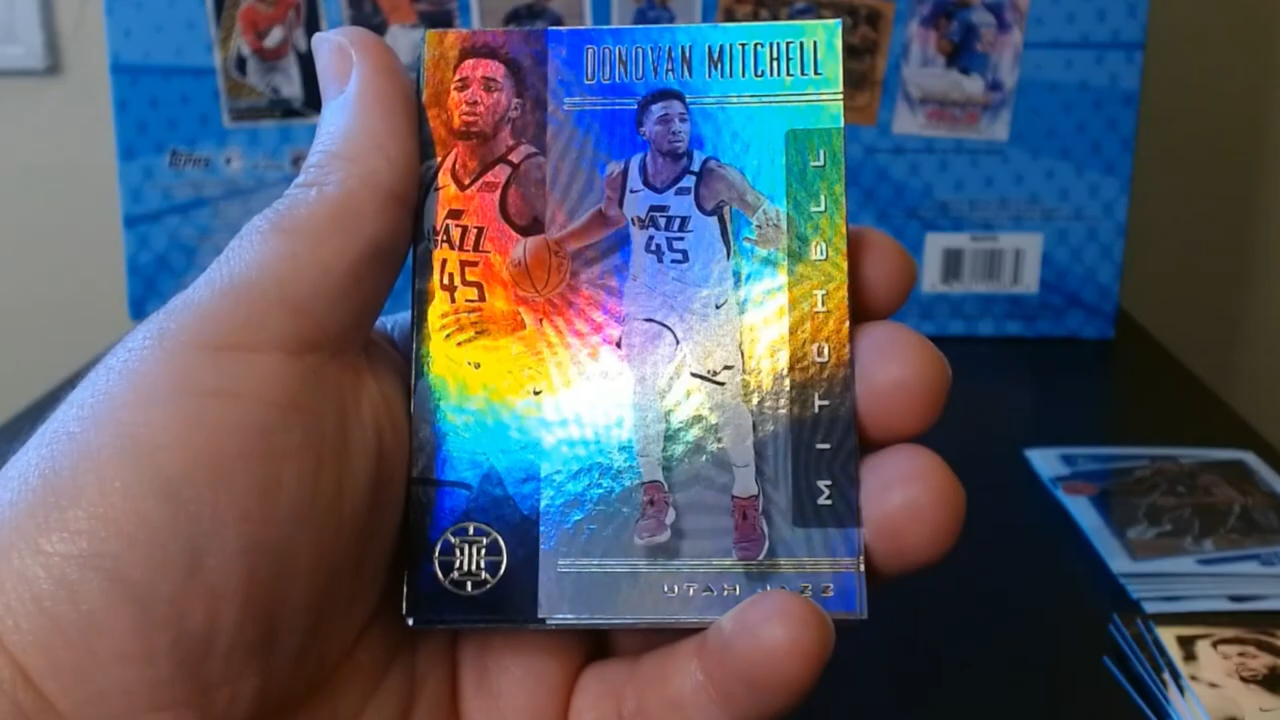 DONOVAN MITCHELL
JAZZ
45
JAZZ
45
MITCHELL
UTAH JAZZ
TOPPS